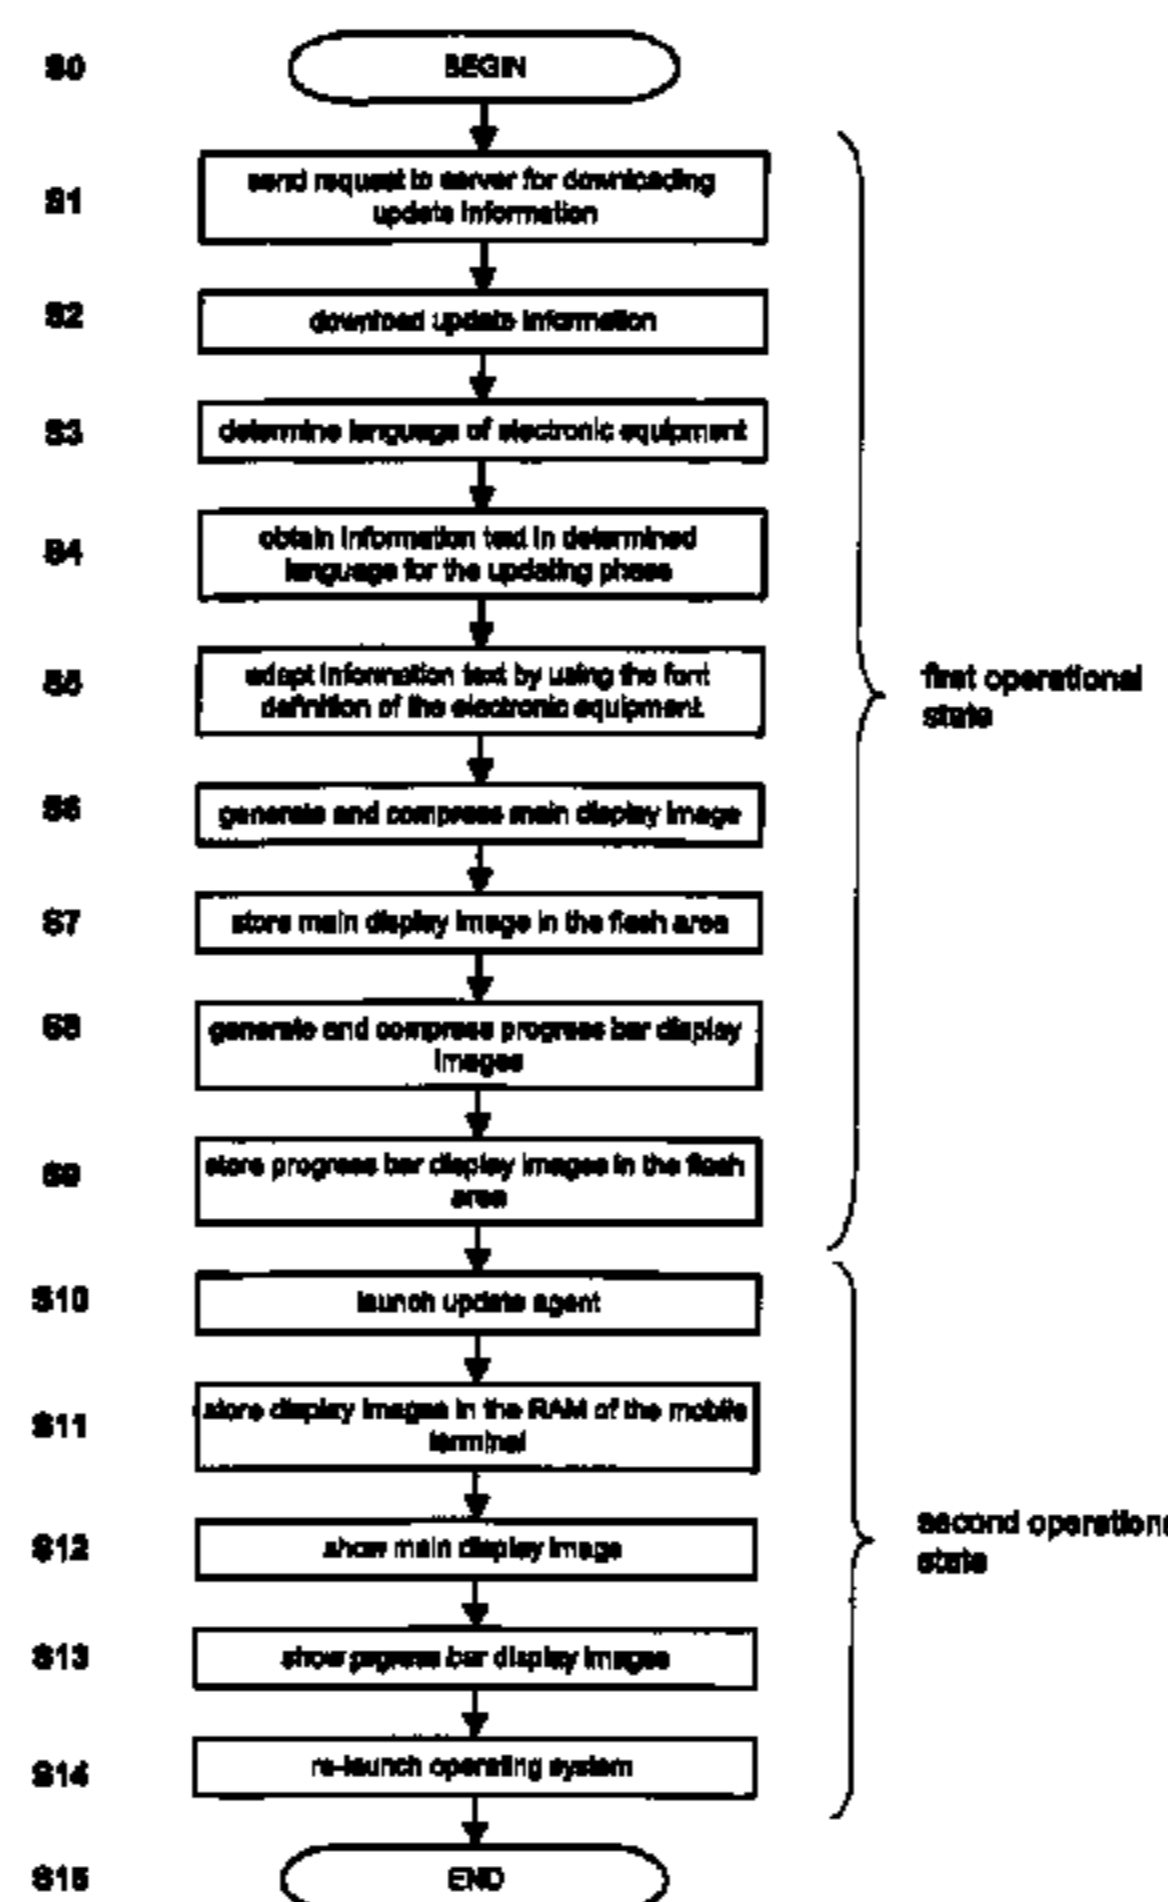 S0
BEGIN
S1
send request to server for downloading
update information
S2
download update information
S3
determine language of electronic equipment
S4
obtain information text in determined
language for the updating phase
S5
adapt information text by using the font
definition of the electronic equipment.
first operational
state
S6
generate and compress main display image
S7
store main display image in the flash area
S8
generate and compress progress bar display
images
S9
store progress bar display images in the flash
area
S10
launch update agent
S11
store display images in the RAM of the mobile
terminal
S12
show main display image
second operationa
state
S13
show prgress bar display images
S14
re-launch operating system
S15
END